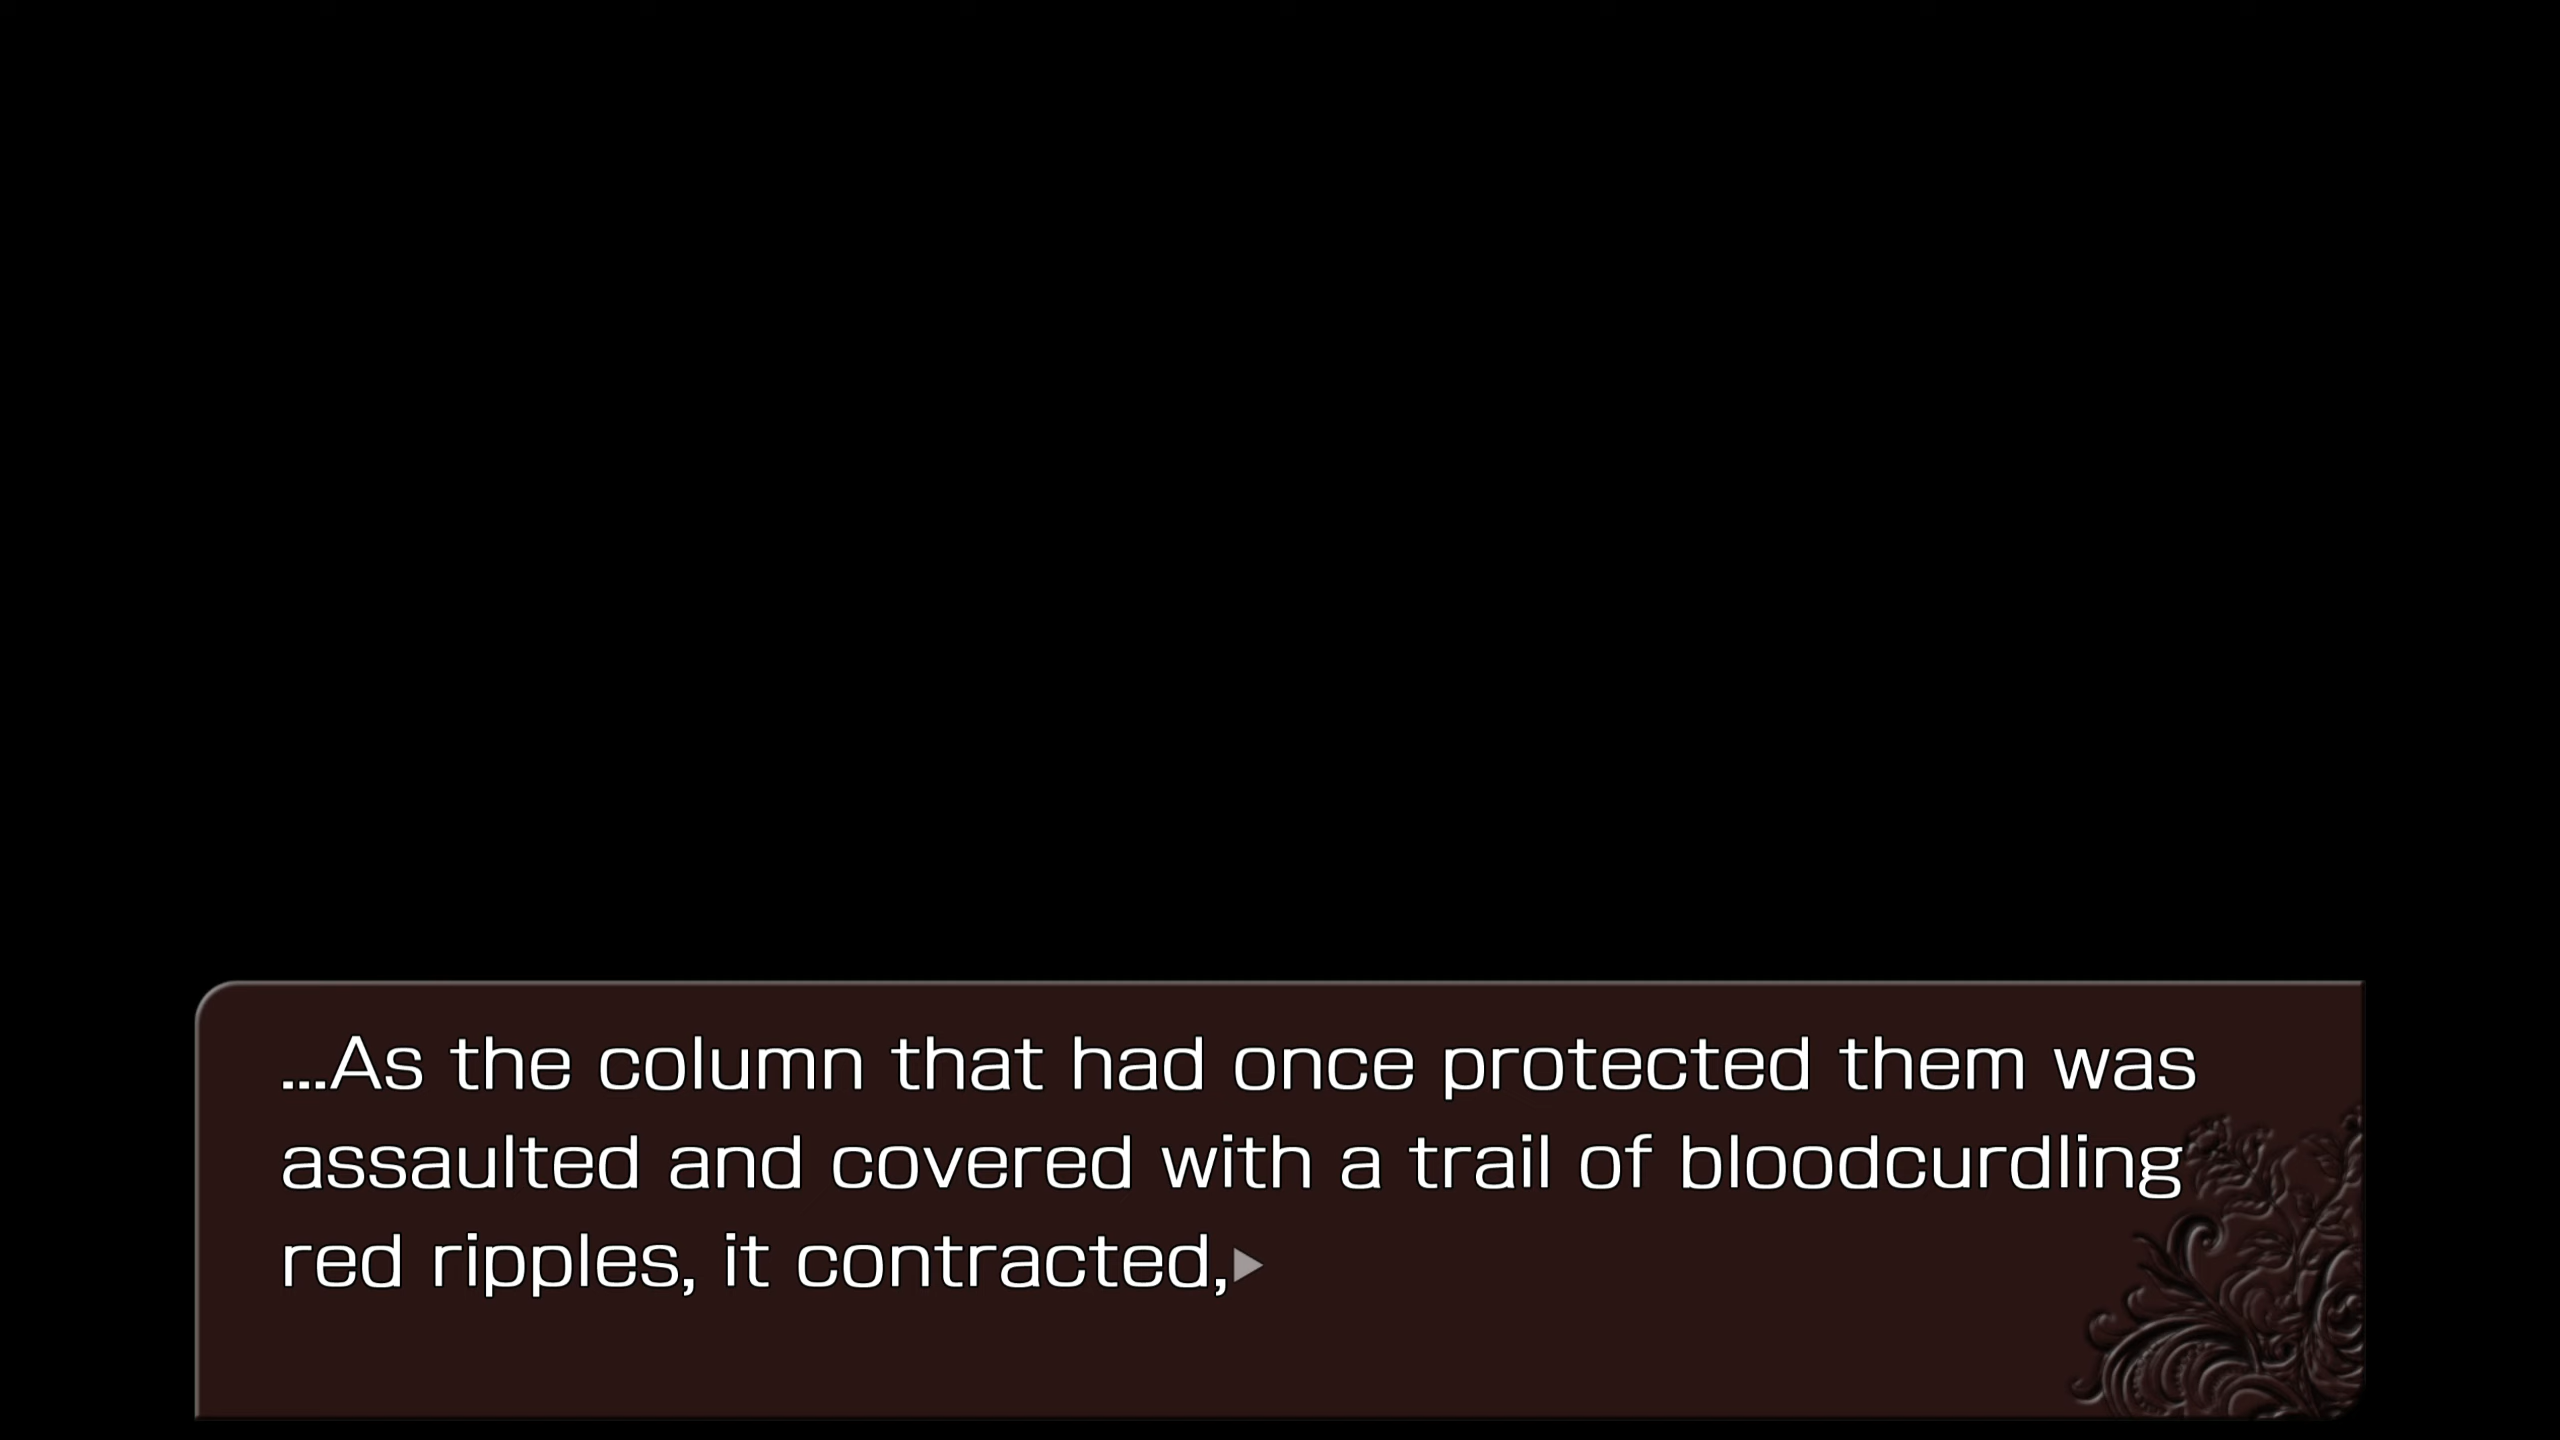 ...As the column that had once protected them was
assaulted and covered with a trail of bloodcurdling
red ripples, it contracted,